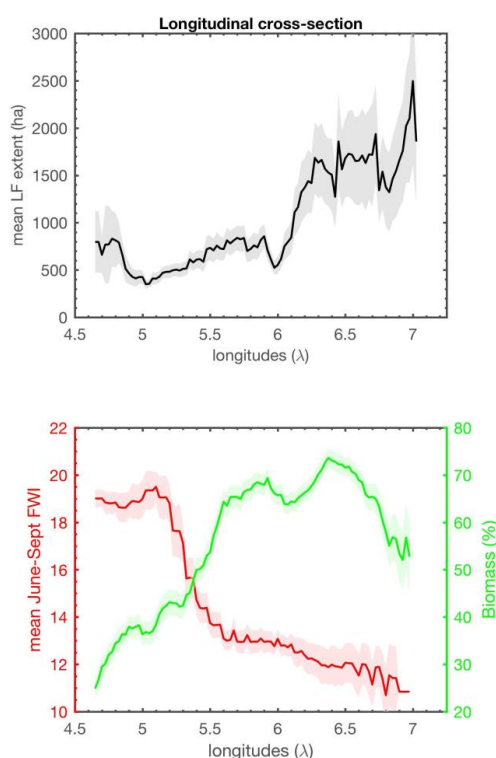 Longitudinal cross-section
3000
2500
2000
1500
1000
500
0
mean LF extent (ha)
4.5 5 5.5 6 6.5 7
longitudes (λ)
22 80
20 70
18 60
16 50
14 40
12 30
10 20
mean June-Sept FWI
Biomass (%)
4.5 5 5.5 6 6.5 7
longitudes (λ)